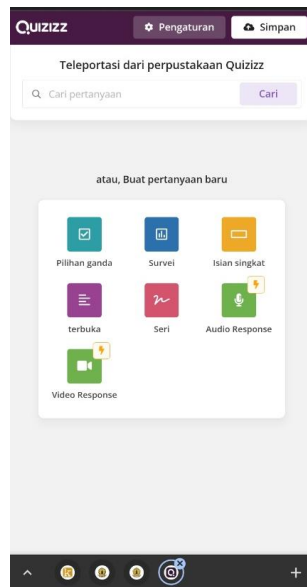 QUIZIZZ
Pengaturan
Simpan
Teleportasi dari perpustakaan Quizizz
Cari pertanyaan
Cari
atau, Buat pertanyaan baru
Pilihan ganda
Survei
Isian singkat
terbuka
Seri
Audio Response
Video Response